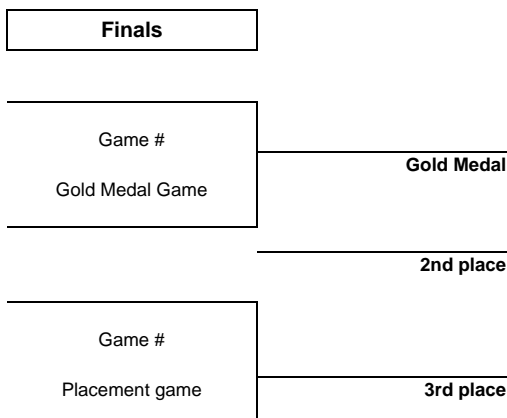 Finals
Game #
Gold Medal
Gold Medal Game
2nd place
Game #
Placement game
3rd place